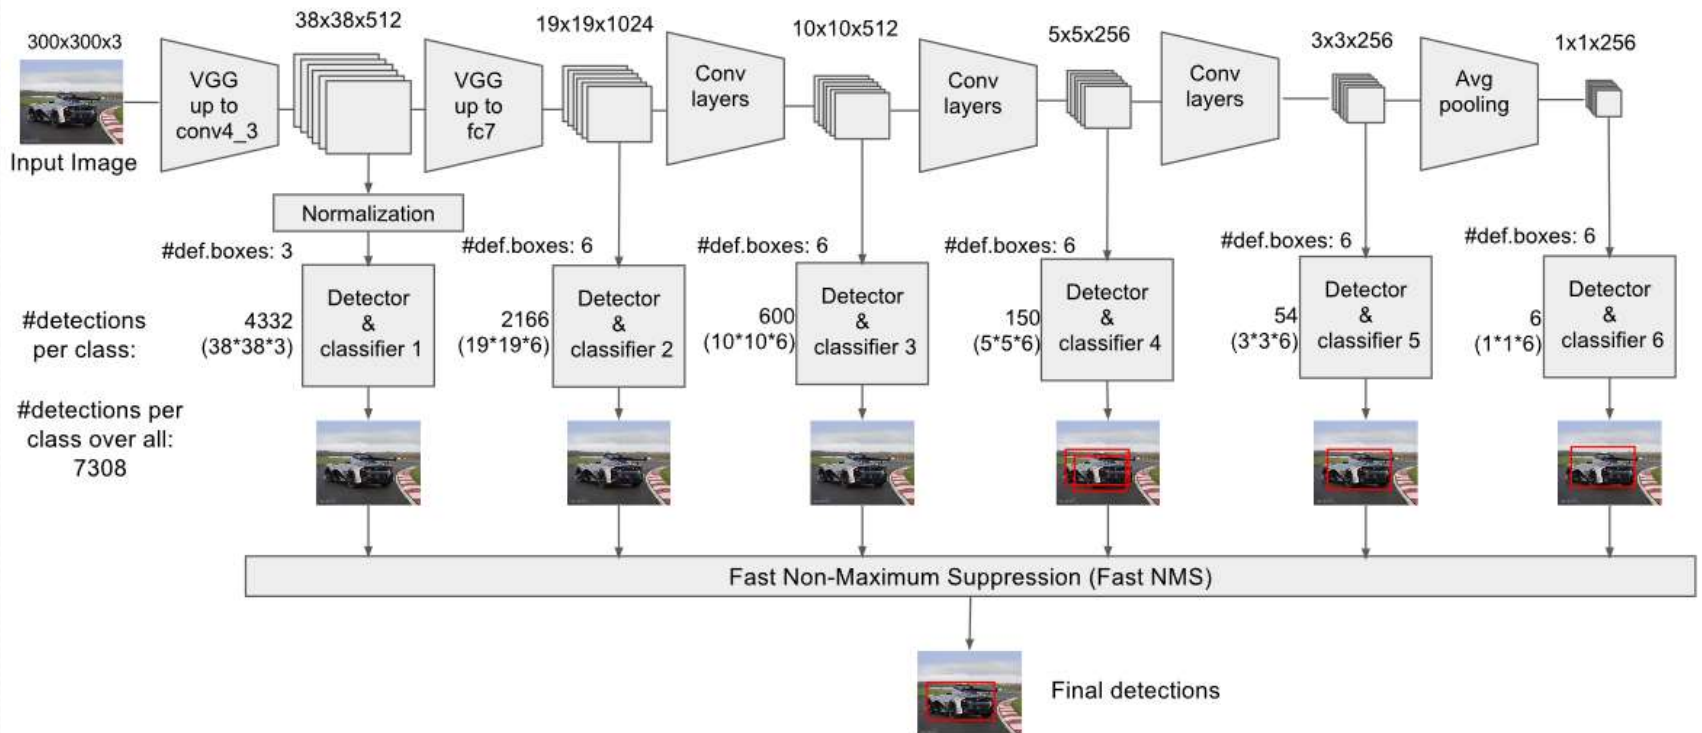 300x300x3
38x38x512
19x19x1024
10x10x512
5x5x256
3x3x256
1x1x256
Input Image
VGG
up to
conv4_3
VGG
up to
fc7
Conv
layers
Conv
layers
Conv
layers
Avg
pooling
Normalization
#def.boxes: 3
#def.boxes: 6
#def.boxes: 6
#def.boxes: 6
#def.boxes: 6
#def.boxes: 6
#detections
per class:
4332
(38*38*3)
Detector
&
classifier 1
2166
(19*19*6)
Detector
&
classifier 2
600
(10*10*6)
Detector
&
classifier 3
150
(5*5*6)
Detector
&
classifier 4
54
(3*3*6)
Detector
&
classifier 5
6
(1*1*6)
Detector
&
classifier 6
#detections per
class over all:
7308
Fast Non-Maximum Suppression (Fast NMS)
Final detections